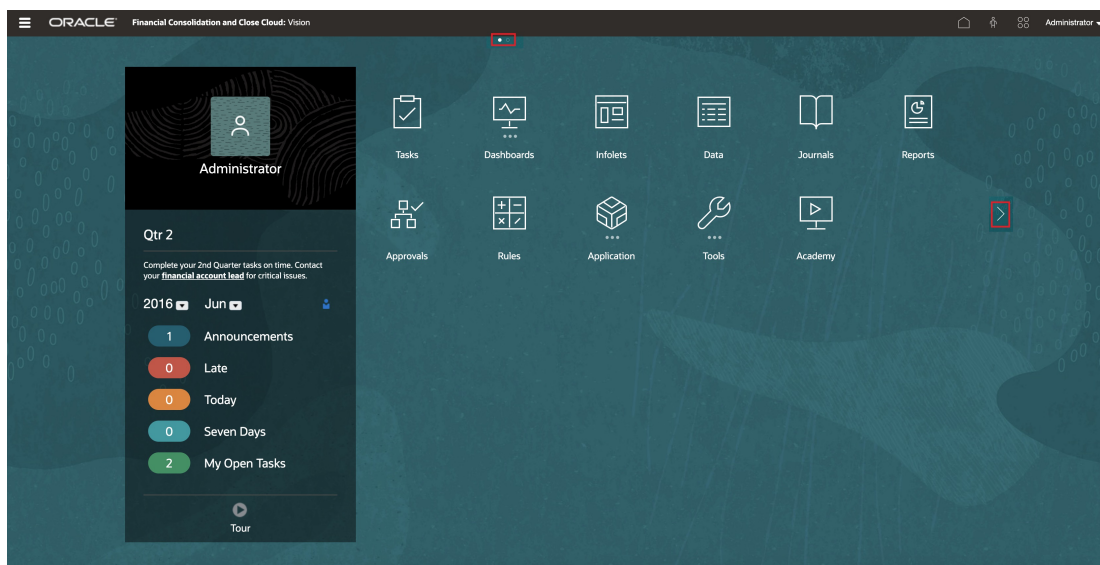 ORACLE Financial Consolidation and Close Cloud: Vision
Administrator
Administrator
Qtr 2
Complete your 2nd Quarter tasks on time. Contact
your financial account lead for critical issues.
2016 Jun
1 Announcements
0 Late
0 Today
0 Seven Days
2 My Open Tasks
Tour
Tasks Dashboards Infolets Data Journals Reports
Approvals Rules Application Tools Academy